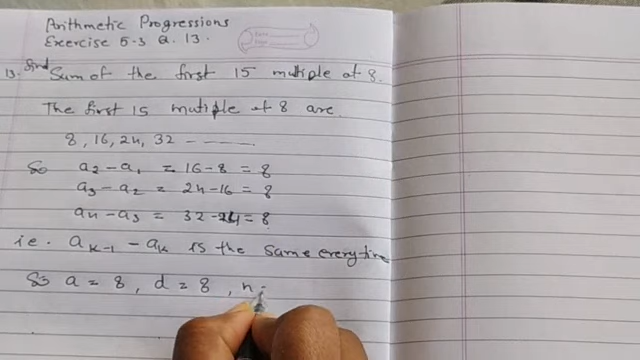 Arithmetic Progressions
Exercise 5.3 Q. 13.
13. Find Sum of the first 15 multiple of 8.
The first 15 mutiple of 8 are.
8, 16, 24, 32 -----.
So a₂ - a₁ = 16 - 8 = 8
a₃ - a₂ = 24 - 16 = 8
a₄ - a₃ = 32 - 24 = 8
i.e. aₖ₋₁ - aₖ is the same everytime
So a = 8, d = 8, n =